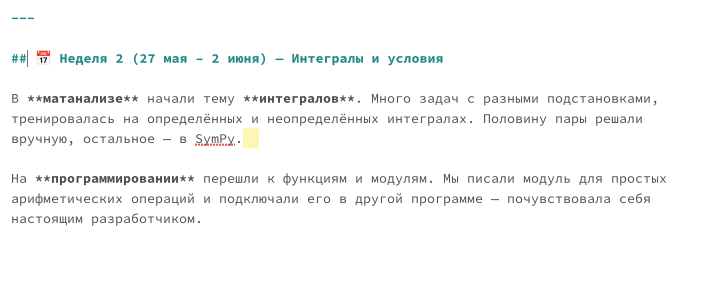 ---
## 📅 Неделя 2 (27 мая – 2 июня) — Интегралы и условия
В **матанализе** начали тему **интегралов**. Много задач с разными подстановками,
тренировалась на определённых и неопределённых интегралах. Половину пары решали
вручную, остальное — в SymPy.
На **программировании** перешли к функциям и модулям. Мы писали модуль для простых
арифметических операций и подключали его в другой программе — почувствовала себя
настоящим разработчиком.